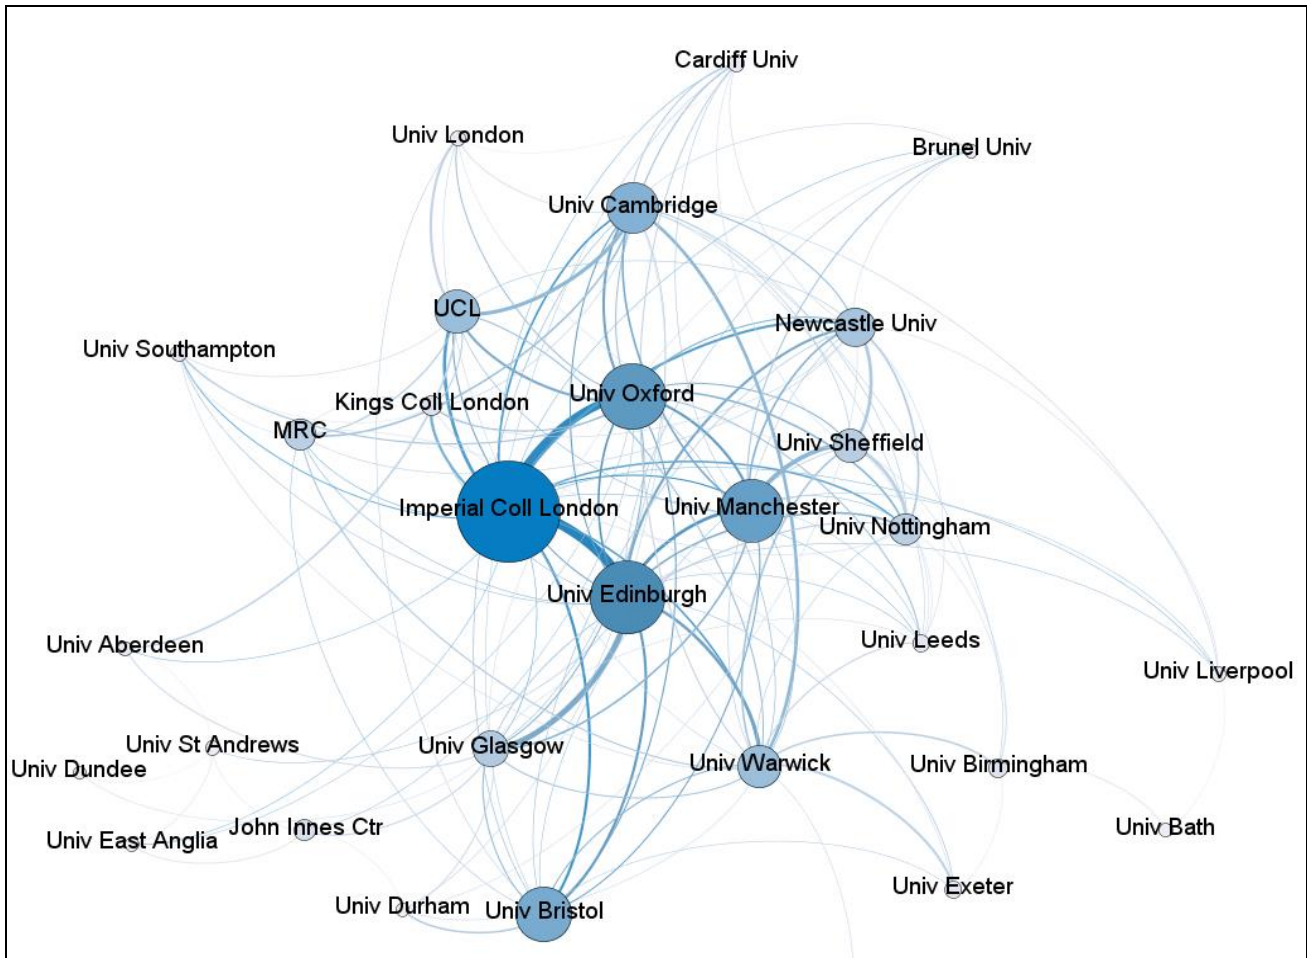 Cardiff Univ
Univ London
Brunel Univ
Univ Cambridge
UCL
Newcastle Univ
Univ Southampton
Univ Oxford
Kings Coll London
MRC
Univ Sheffield
Imperial Coll London
Univ Manchester
Univ Nottingham
Univ Edinburgh
Univ Aberdeen
Univ Leeds
Univ Liverpool
Univ St Andrews
Univ Glasgow
Univ Dundee
Univ Warwick
Univ Birmingham
Univ East Anglia
John Innes Ctr
Univ Bath
Univ Exeter
Univ Durham
Univ Bristol